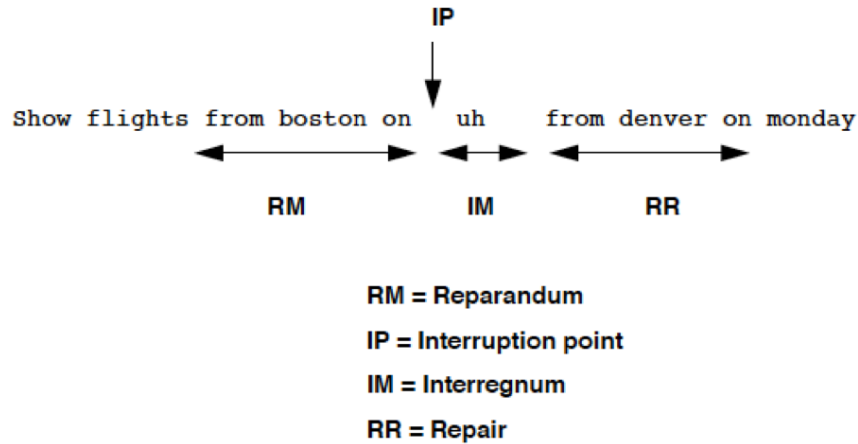 IP
Show flights from boston on uh from denver on monday
RM IM RR
RM = Reparandum
IP = Interruption point
IM = Interregnum
RR = Repair